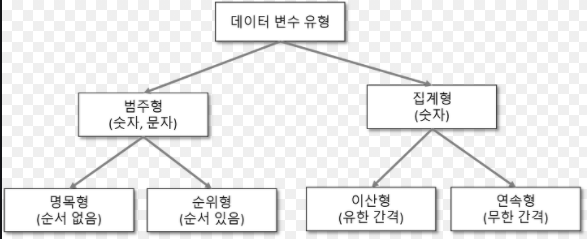 데이터 변수 유형
범주형
(숫자, 문자)
집계형
(숫자)
명목형
(순서 없음)
순위형
(순서 있음)
이산형
(유한 간격)
연속형
(무한 간격)